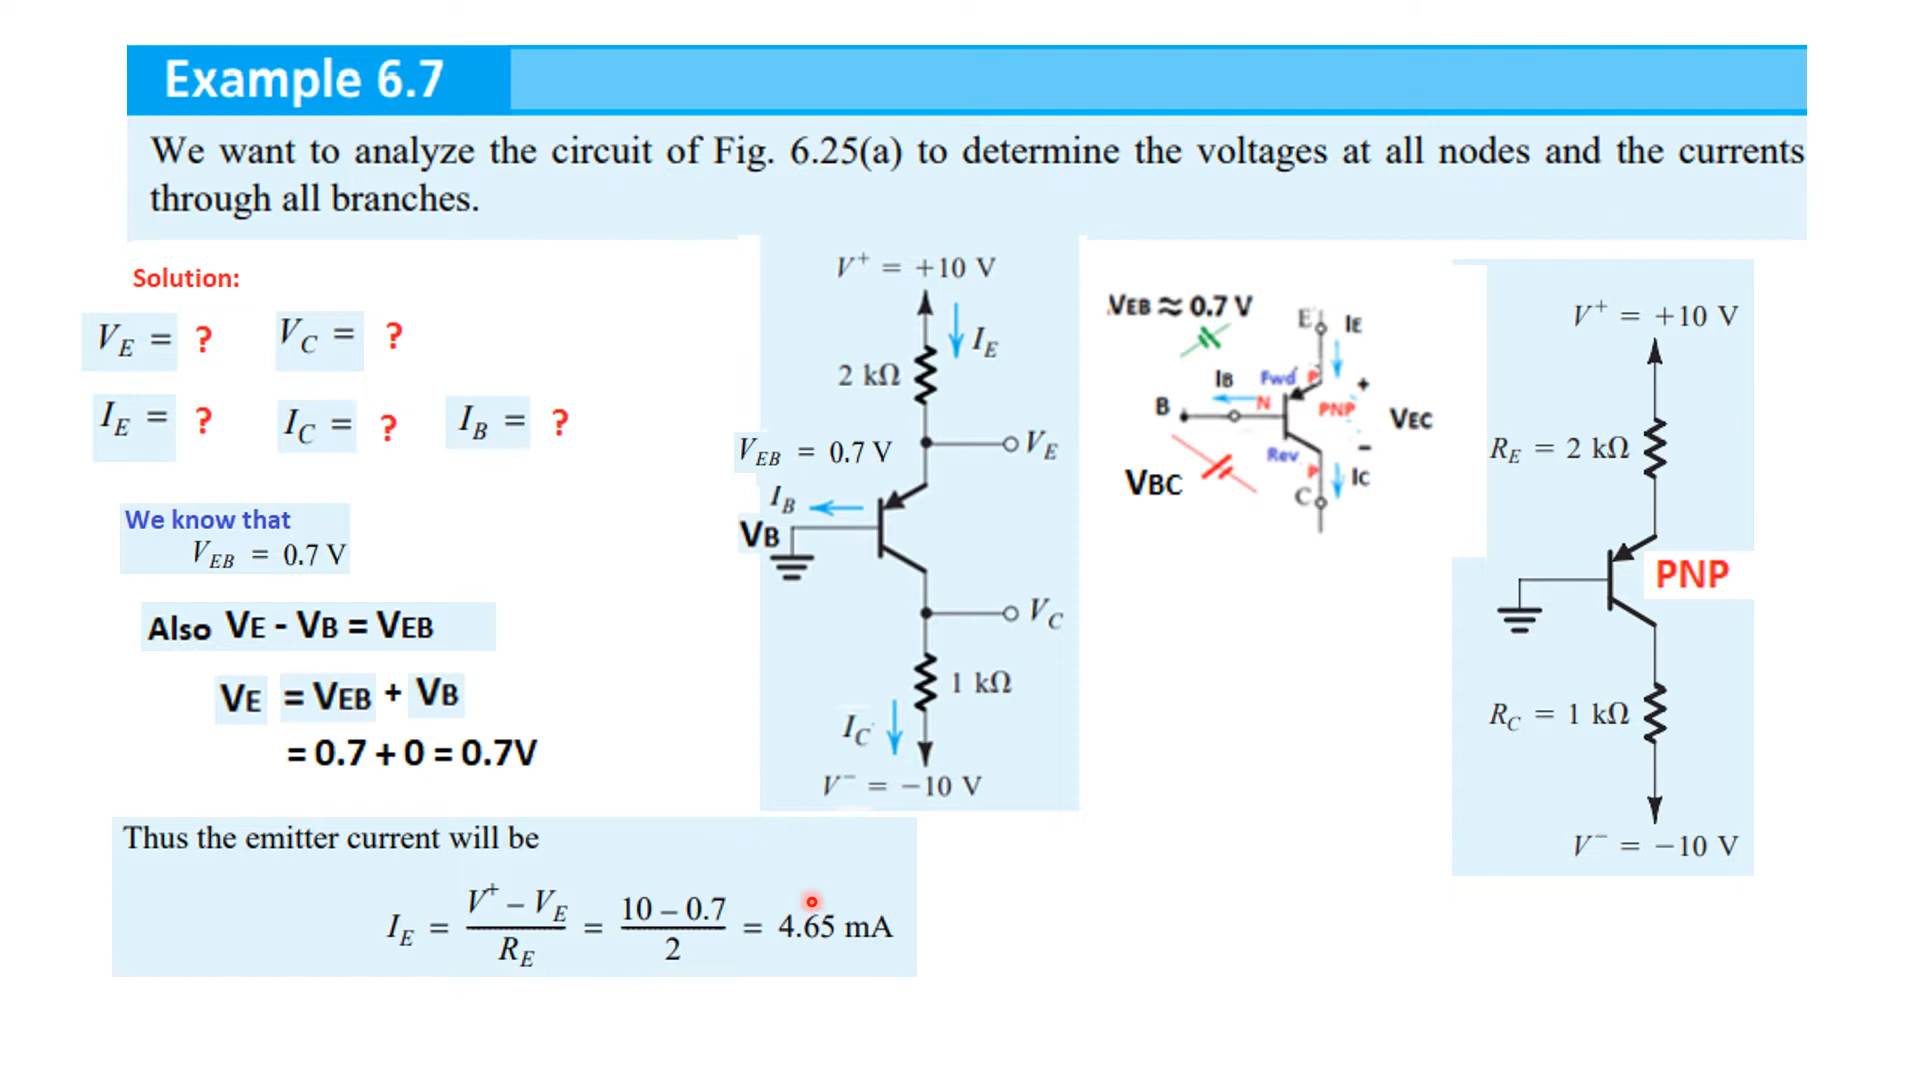 Example 6.7
We want to analyze the circuit of Fig. 6.25(a) to determine the voltages at all nodes and the currents
through all branches.
Solution:
V_E = ?
V_C = ?
I_E = ?
I_C = ?
I_B = ?
We know that
V_EB = 0.7 V
Also VE - VB = VEB
VE = VEB + VB
= 0.7 + 0 = 0.7V
Thus the emitter current will be
I_E = (V⁺ – V_E) / R_E = (10 – 0.7) / 2 = 4.65 mA
V⁺ = +10 V
I_E
2 kΩ
V_EB = 0.7 V
V_E
I_B
VB
V_C
1 kΩ
I_C
V⁻ = −10 V
VEB ≈ 0.7 V
E
IE
IB
Fwd
P
+
B
N
PNP
VEC
Rev
–
P
VBC
C
IC
V⁺ = +10 V
R_E = 2 kΩ
PNP
R_C = 1 kΩ
V⁻ = −10 V